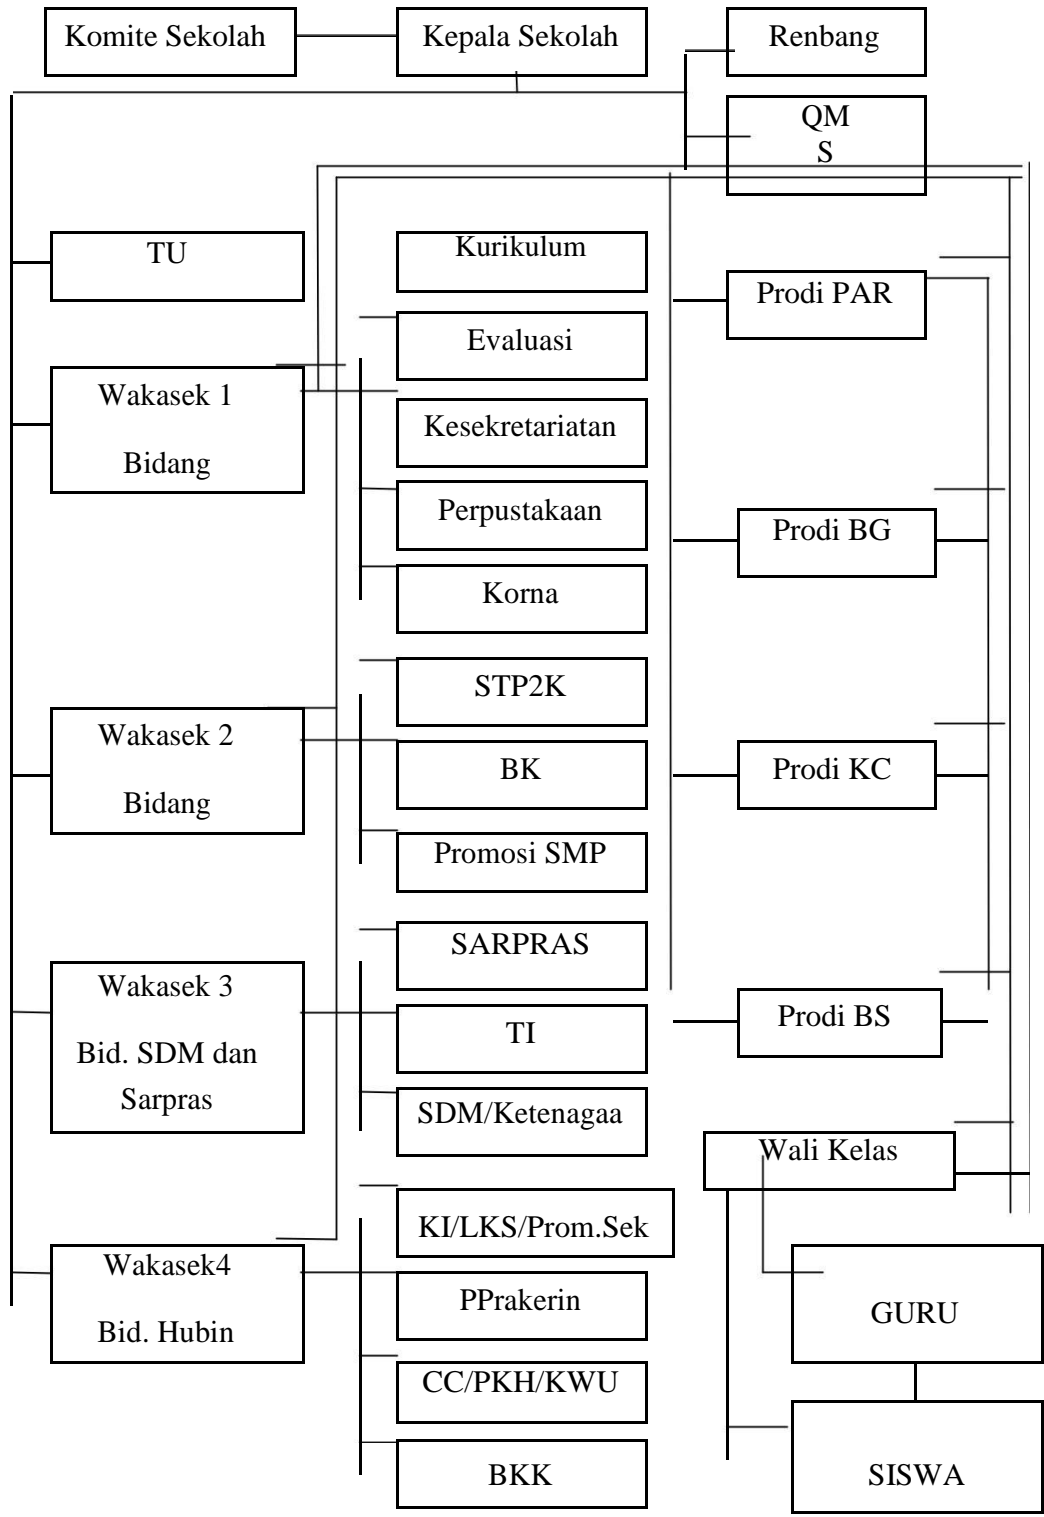 Komite Sekolah
Kepala Sekolah
Renbang
QM
S
TU
Wakasek 1
Bidang
Wakasek 2
Bidang
Wakasek 3
Bid. SDM dan
Sarpras
Wakasek4
Bid. Hubin
Kurikulum
Evaluasi
Kesekretariatan
Perpustakaan
Korna
STP2K
BK
Promosi SMP
SARPRAS
TI
SDM/Ketenagaa
KI/LKS/Prom.Sek
PPrakerin
CC/PKH/KWU
BKK
Prodi PAR
Prodi BG
Prodi KC
Prodi BS
Wali Kelas
GURU
SISWA